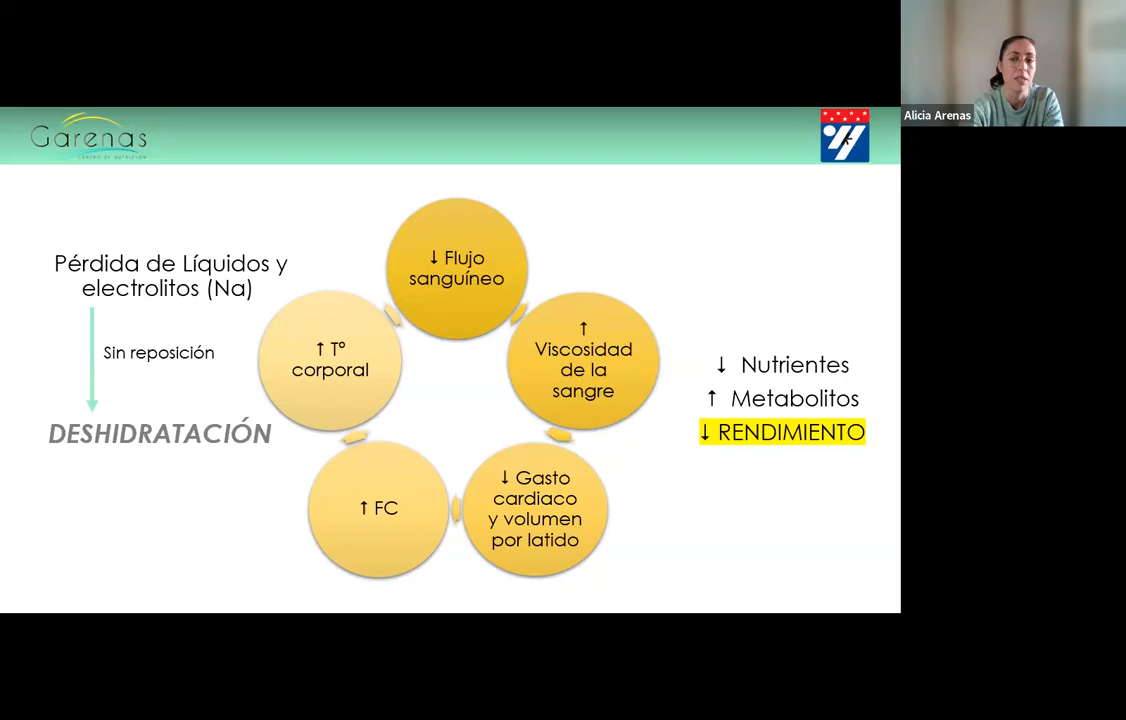 Alicia Arenas
Garenas
CENTRO DE NUTRICIÓN
Pérdida de Líquidos y
electrolitos (Na)
Sin reposición
DESHIDRATACIÓN
↓ Flujo
sanguíneo
↑
Viscosidad
de la
sangre
↓ Gasto
cardiaco
y volumen
por latido
↑ FC
↑ Tº
corporal
↓ Nutrientes
↑ Metabolitos
↓ RENDIMIENTO